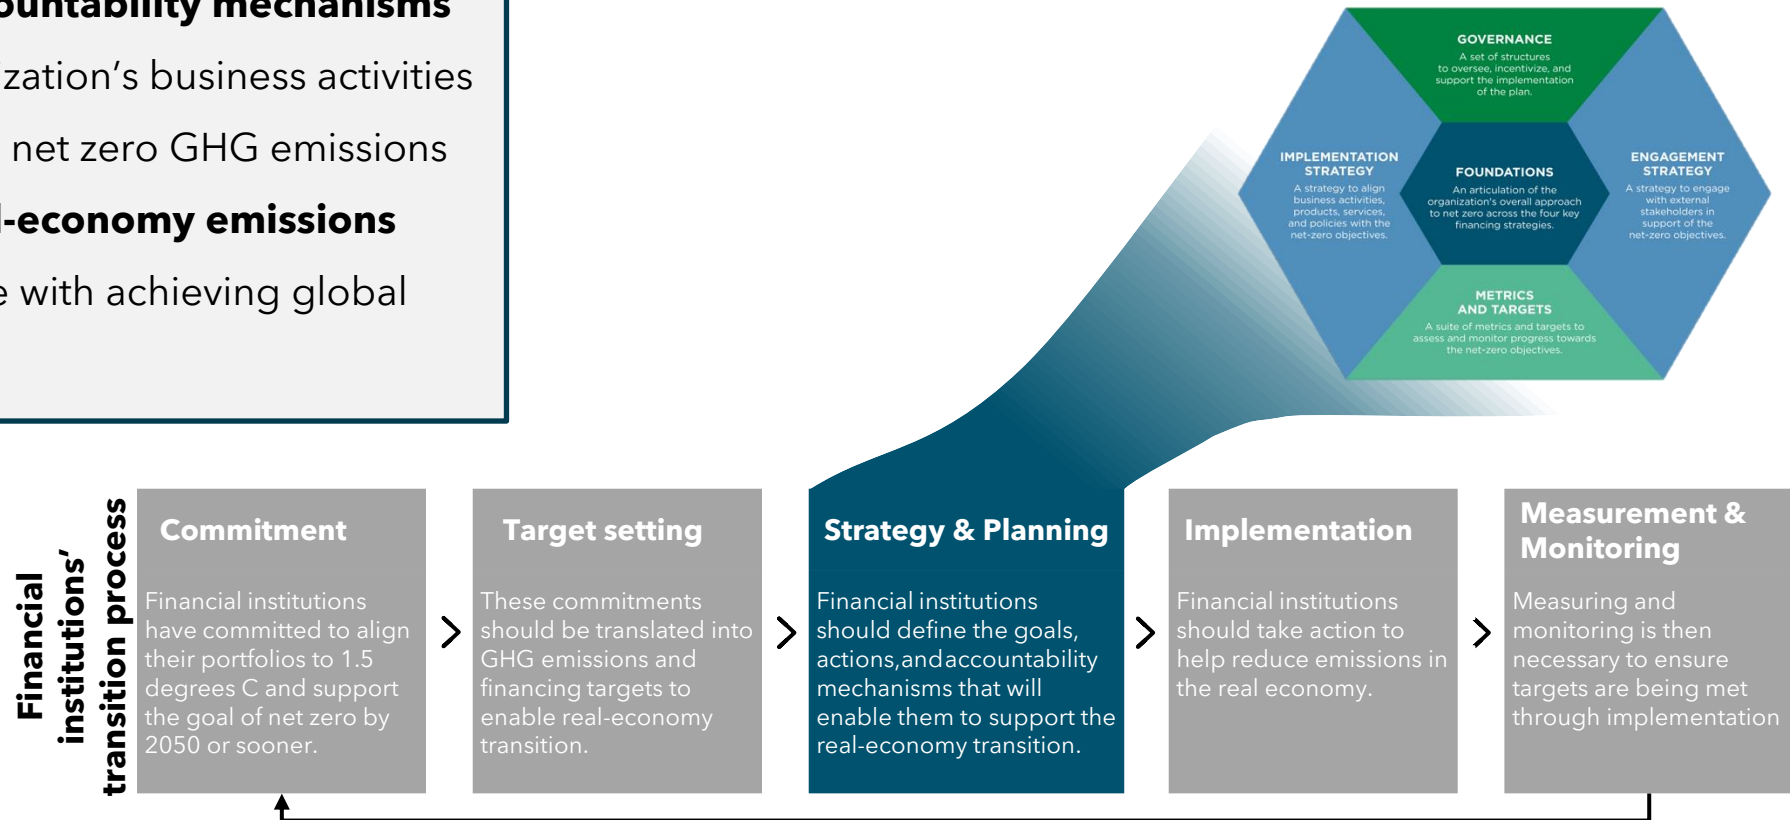 ountability mechanisms
ization's business activities
net zero GHG emissions
l-economy emissions
e with achieving global
GOVERNANCE
A set of structures
to oversee, incentivize, and
support the implementation
of the plan.
IMPLEMENTATION
STRATEGY
A strategy to align
business activities,
products, services,
and policies with the
net-zero objectives.
FOUNDATIONS
An articulation of the
organization's overall approach
to net zero across the four key
financing strategies.
ENGAGEMENT
STRATEGY
A strategy to engage
with external
stakeholders in
support of the
net-zero objectives.
METRICS
AND TARGETS
A suite of metrics and targets to
assess and monitor progress towards
the net-zero objectives.
Financial
institutions'
transition process
Commitment
Financial institutions
have committed to align
their portfolios to 1.5
degrees C and support
the goal of net zero by
2050 or sooner.
Target setting
These commitments
should be translated into
GHG emissions and
financing targets to
enable real-economy
transition.
Strategy & Planning
Financial institutions
should define the goals,
actions,andaccountability
mechanisms that will
enable them to support the
real-economy transition.
Implementation
Financial institutions
should take action to
help reduce emissions in
the real economy.
Measurement &
Monitoring
Measuring and
monitoring is then
necessary to ensure
targets are being met
through implementation